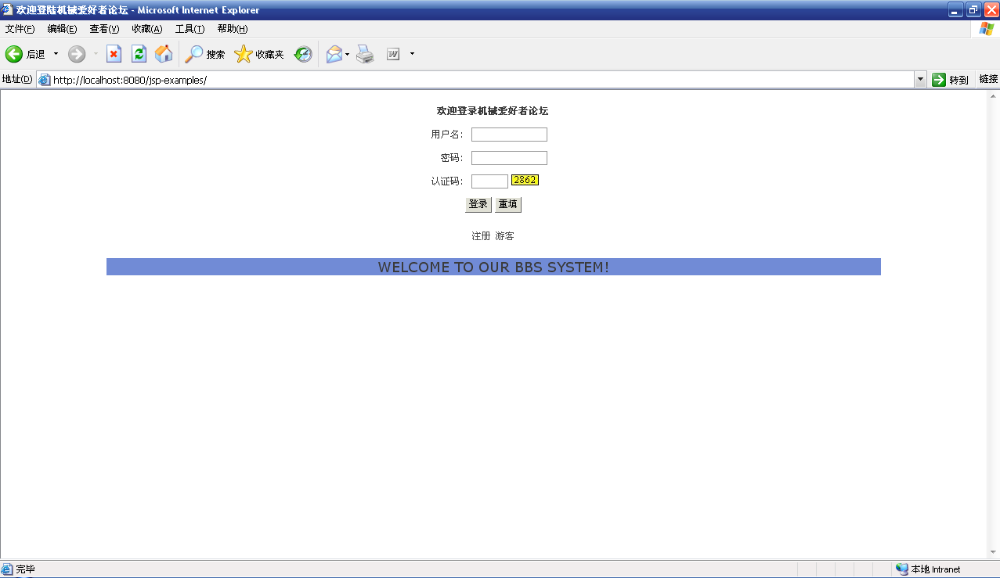 欢迎登陆机械爱好者论坛 - Microsoft Internet Explorer
文件(F) 编辑(E) 查看(V) 收藏(A) 工具(T) 帮助(H)
后退 搜索 收藏夹 W
地址(D) http://localhost:8080/jsp-examples/ 转到 链接
欢迎登录机械爱好者论坛
用户名:
密码:
认证码: 2862
登录 重填
注册 游客
WELCOME TO OUR BBS SYSTEM!
完毕 本地 Intranet